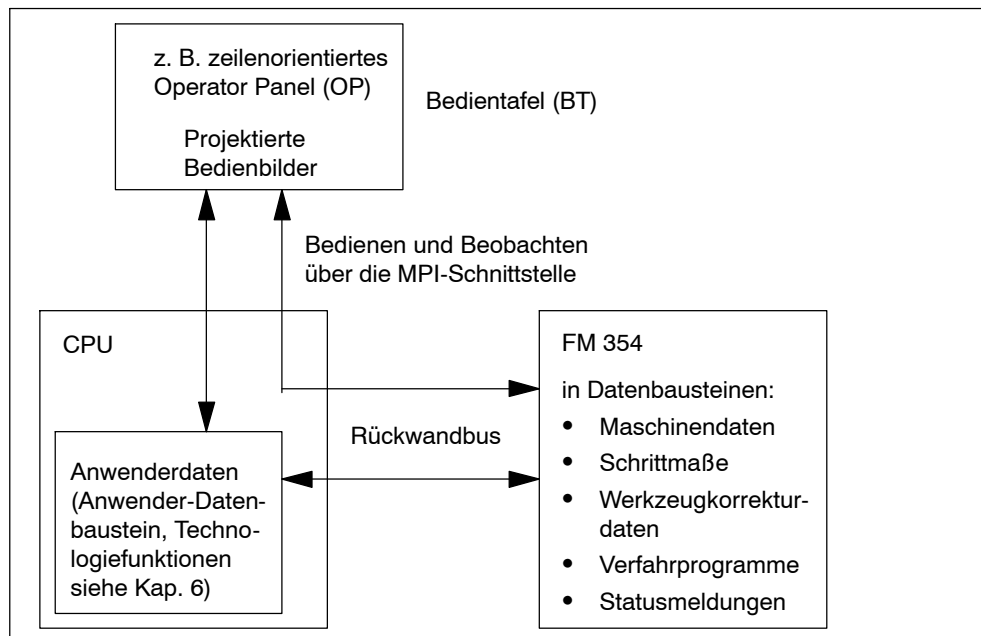 z. B. zeilenorientiertes
Operator Panel (OP)
Projektierte
Bedienbilder
Bedientafel (BT)
Bedienen und Beobachten
über die MPI-Schnittstelle
CPU
Anwenderdaten
(Anwender-Daten-
baustein, Techno-
logiefunktionen
siehe Kap. 6)
Rückwandbus
FM 354
in Datenbausteinen:
• Maschinendaten
• Schrittmaße
• Werkzeugkorrektur-
daten
• Verfahrprogramme
• Statusmeldungen